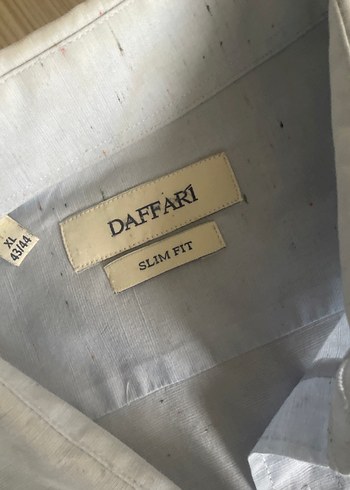 DAFFARI
SLIM FIT
XL
43/44